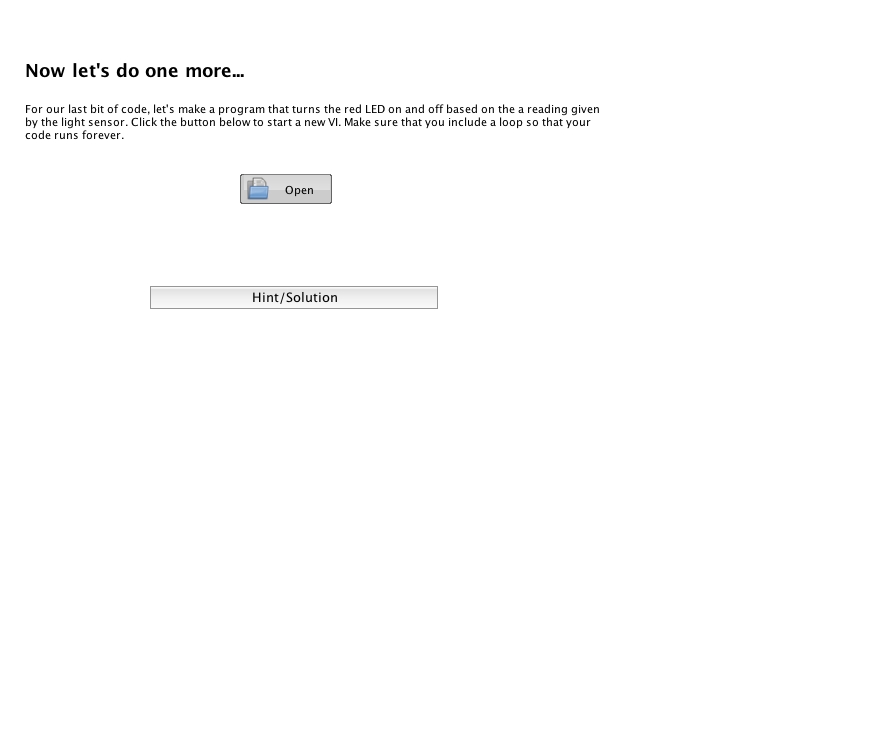 Now let's do one more...
For our last bit of code, let's make a program that turns the red LED on and off based on the a reading given
by the light sensor. Click the button below to start a new VI. Make sure that you include a loop so that your
code runs forever.
Open
Hint/Solution